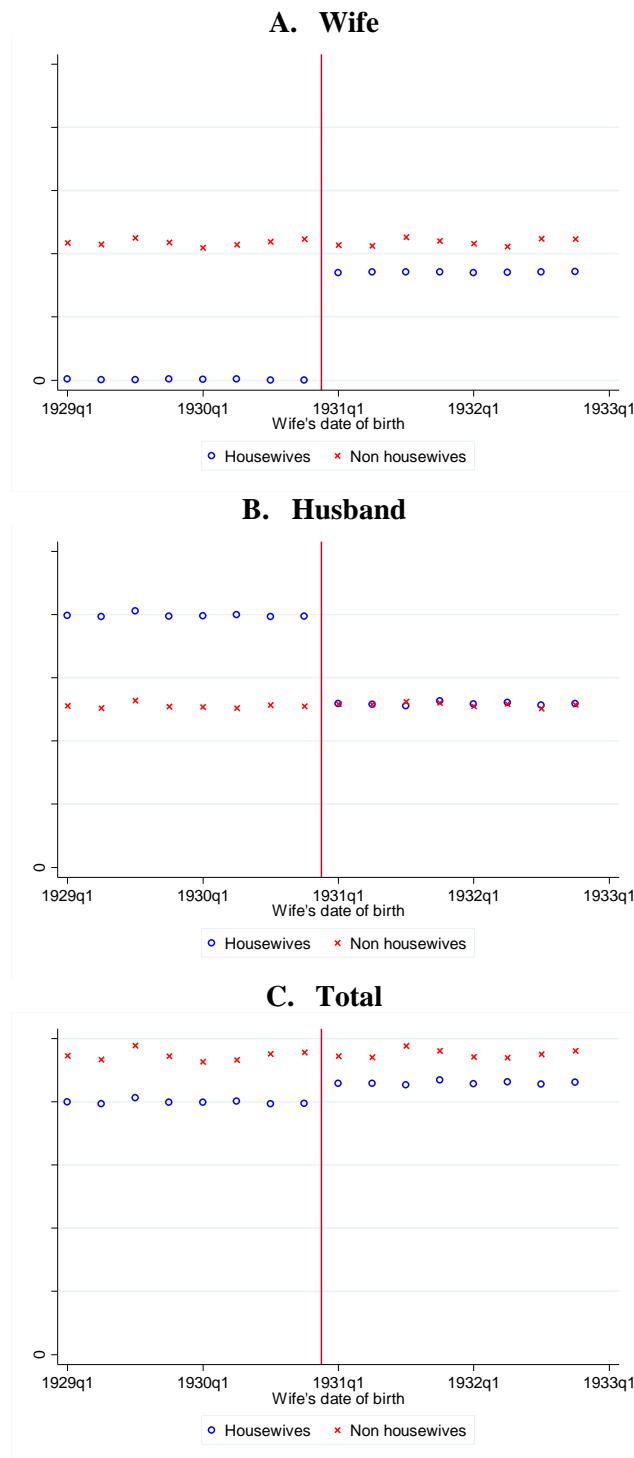 A. Wife
0
1929q1 1930q1 1931q1 1932q1 1933q1
Wife's date of birth
Housewives Non housewives
B. Husband
0
1929q1 1930q1 1931q1 1932q1 1933q1
Wife's date of birth
Housewives Non housewives
C. Total
0
1929q1 1930q1 1931q1 1932q1 1933q1
Wife's date of birth
Housewives Non housewives